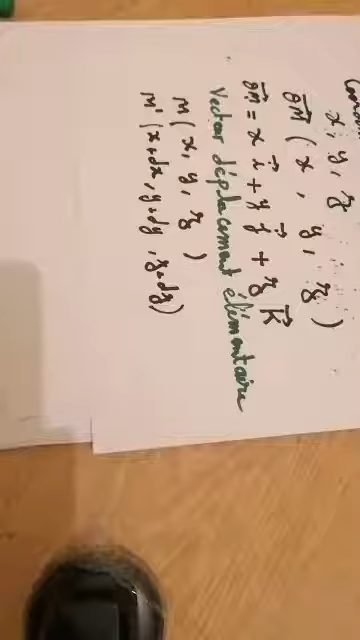 x, y, z
OM⃗ ( x , y, z )
OM⃗ = x i⃗ + y j⃗ + z k⃗
Vecteur déplacement élémentaire
M ( x, y, z )
M' (x+dx, y+dy, z+dz)